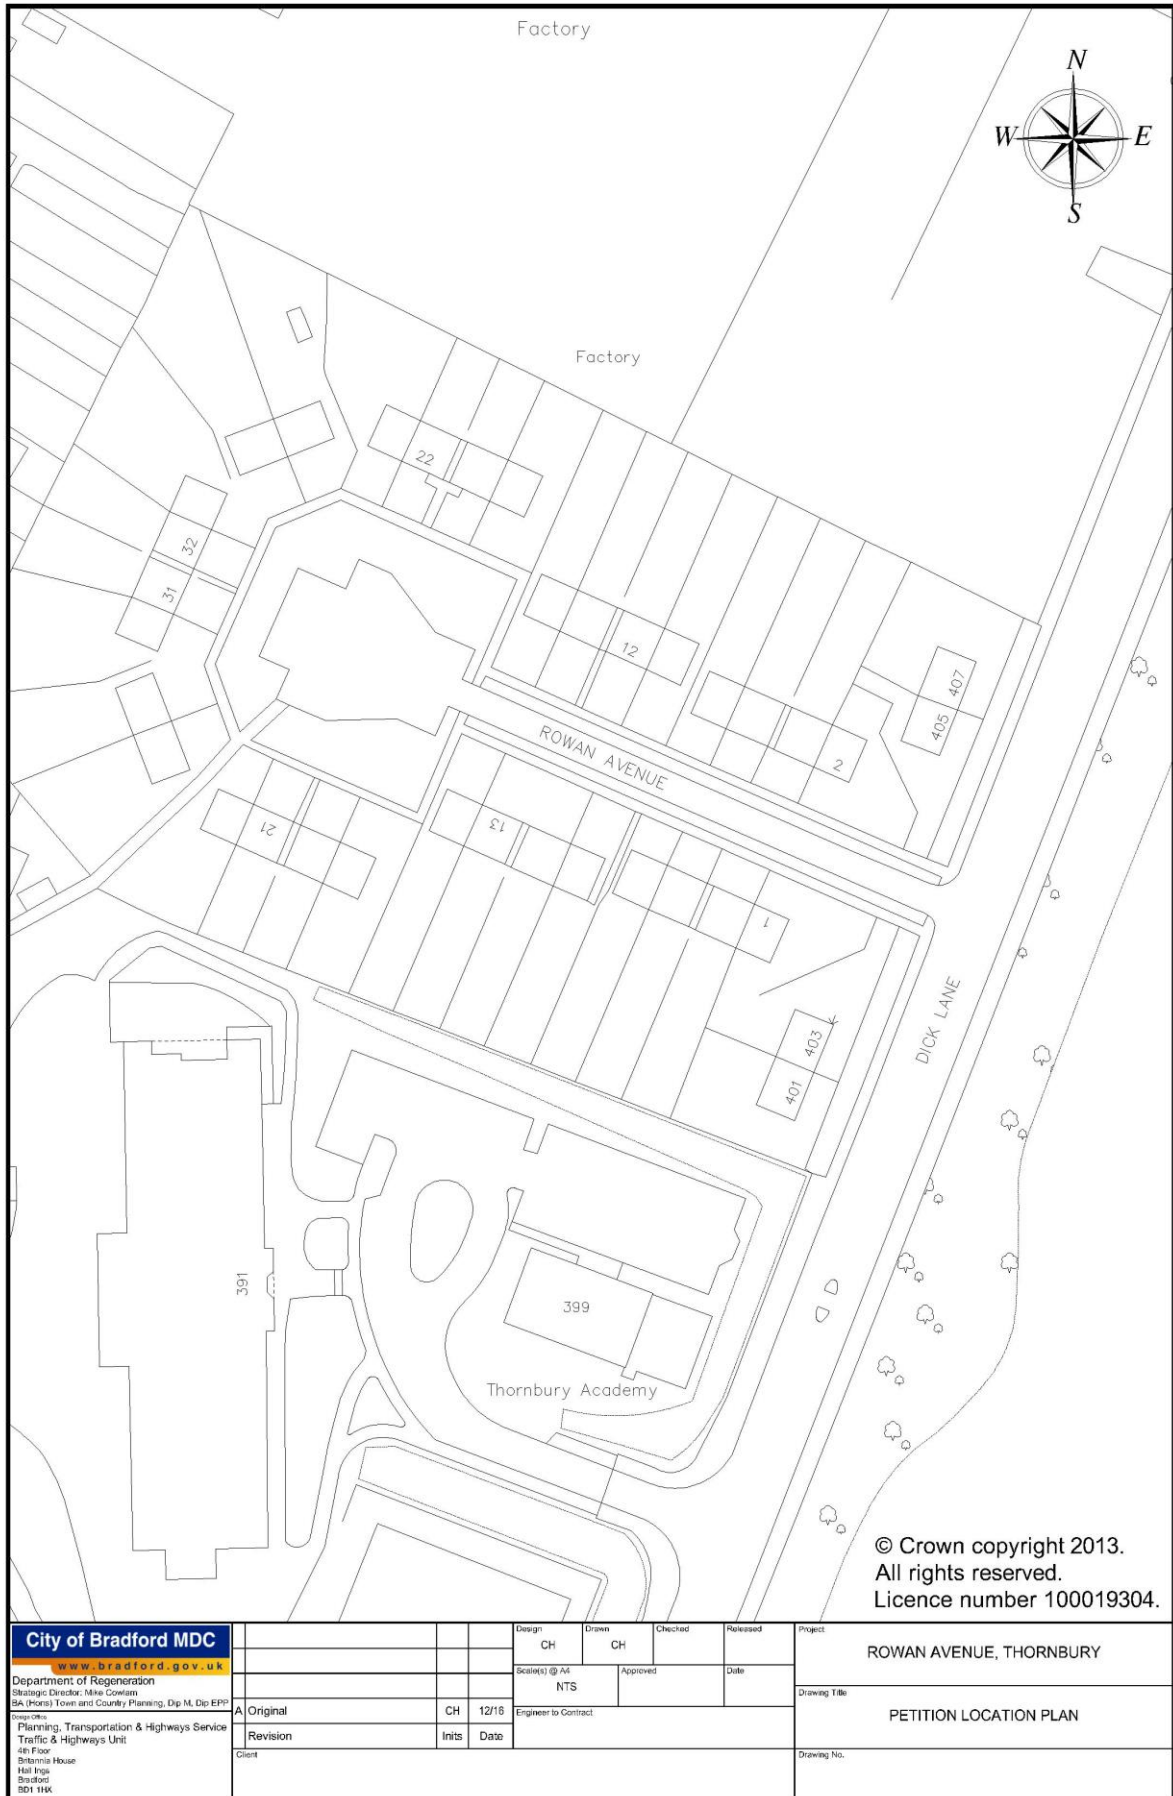 Factory
N
W
E
S
Factory
22
32
31
12
407
405
ROWAN AVENUE
2
21
13
1
DICK LANE
403
401
391
399
Thornbury Academy
© Crown copyright 2013.
All rights reserved.
Licence number 100019304.
City of Bradford MDC
www.bradford.gov.uk
Department of Regeneration
Strategic Director: Mike Cowlam
BA (Hons) Town and Country Planning, Dip M, Dip EPP
Design Office
Planning, Transportation & Highways Service
Traffic & Highways Unit
4th Floor
Britannia House
Hall Ings
Bradford
BD1 1HX
A Original CH 12/16
Revision Inits Date
Client
Design Drawn Checked Released
CH CH
Scale(s) @ A4 Approved Date
NTS
Engineer to Contract
Project
ROWAN AVENUE, THORNBURY
Drawing Title
PETITION LOCATION PLAN
Drawing No.